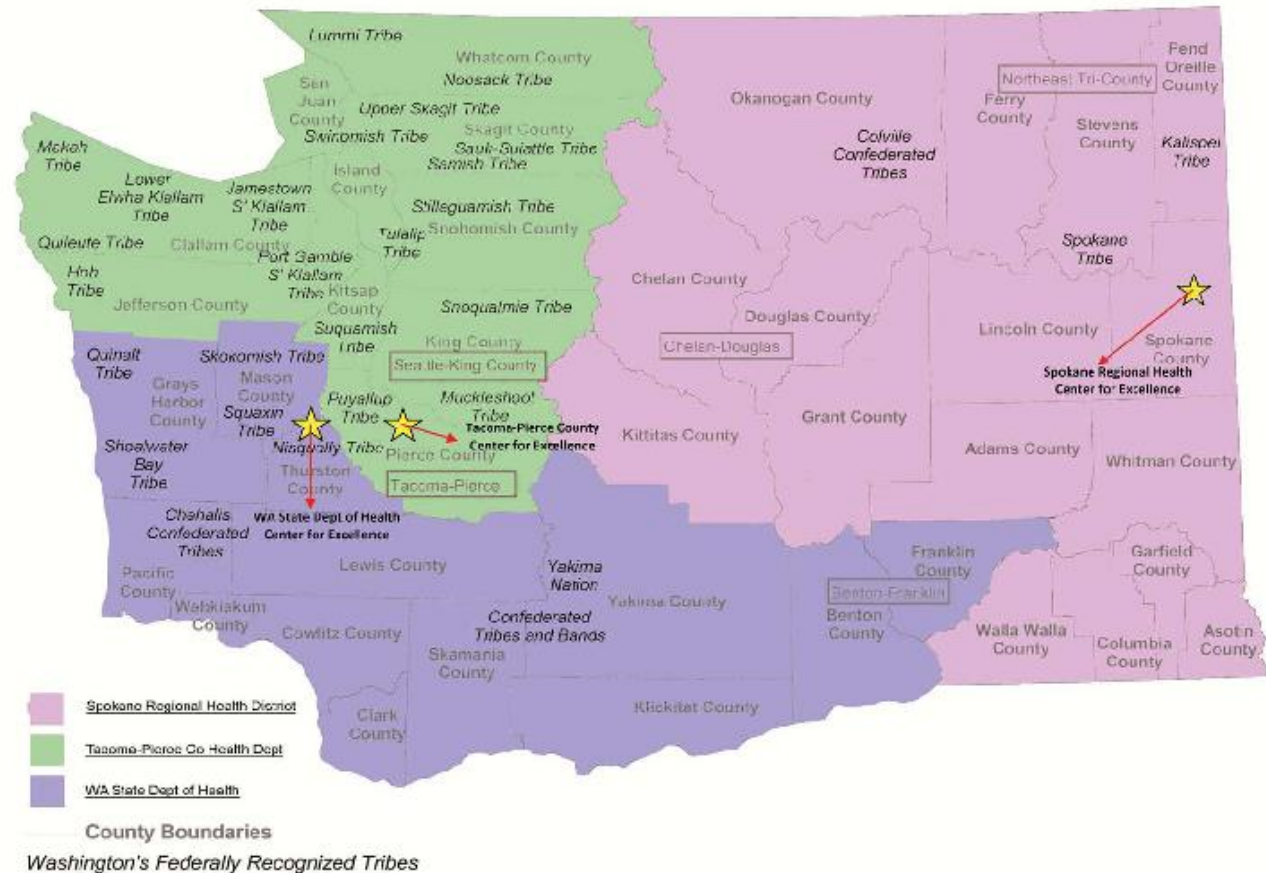 Lummi Tribe
Whatcom County
Noosack Tribe
San
Juan
County
Upper Skagit Tribe
Swinomish Tribe
Skagit County
Sauk-Suiattle Tribe
Samish Tribe
Makah
Tribe
Lower
Elwha Klallam
Tribe
Jamestown
S' Klallam
Tribe
Island
County
Stilleguamish Tribe
Snohomish County
Tulalip
Tribe
Quileute Tribe
Clallam County
Port Gamble
S' Klallam
Tribe
Hoh
Tribe
Jefferson County
Kitsap
County
Snoqualmie Tribe
Suquamish
Tribe
King County
Seattle-King County
Quinalt
Tribe
Skokomish Tribe
Grays
Harbor
County
Mason
County
Squaxin
Tribe
Puyallup
Tribe
Muckleshoot
Tribe
Tacoma-Pierce County
Center for Excellence
Nisqually Tribe
Pierce County
Tacoma-Pierce
Shoalwater
Bay
Tribe
Thurston
County
WA State Dept of Health
Center for Excellence
Chehalis
Confederated
Tribes
Pacific
County
Lewis County
Wahkiakum
County
Cowlitz County
Yakima
Nation
Confederated
Tribes and Bands
Yakima County
Skamania
County
Clark
County
Klickitat County
Okanogan County
Colville
Confederated
Tribes
Northeast Tri-County
Ferry
County
Stevens
County
Pend
Oreille
County
Kalispel
Tribe
Spokane
Tribe
Chelan County
Douglas County
Chelan-Douglas
Lincoln County
Spokane
County
Spokane Regional Health
Center for Excellence
Kittitas County
Grant County
Adams County
Whitman County
Franklin
County
Benton-Franklin
Benton
County
Walla Walla
County
Columbia
County
Garfield
County
Asotin
County
Spokane Regional Health District
Tacoma-Pierce Co Health Dept
WA State Dept of Health
County Boundaries
Washington's Federally Recognized Tribes